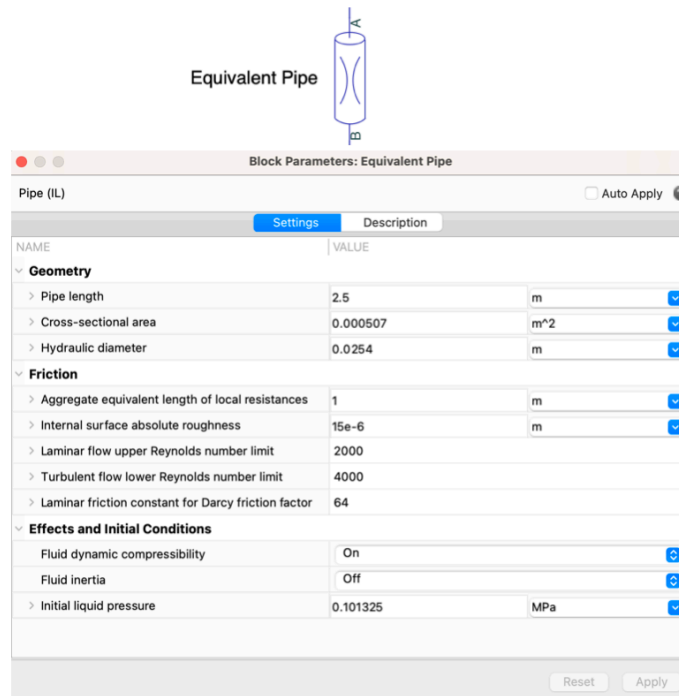 A
Equivalent Pipe
B
Block Parameters: Equivalent Pipe
Pipe (IL) Auto Apply
Settings Description
NAME VALUE
Geometry
Pipe length 2.5 m
Cross-sectional area 0.000507 m^2
Hydraulic diameter 0.0254 m
Friction
Aggregate equivalent length of local resistances 1 m
Internal surface absolute roughness 15e-6 m
Laminar flow upper Reynolds number limit 2000
Turbulent flow lower Reynolds number limit 4000
Laminar friction constant for Darcy friction factor 64
Effects and Initial Conditions
Fluid dynamic compressibility On
Fluid inertia Off
Initial liquid pressure 0.101325 MPa
Reset Apply